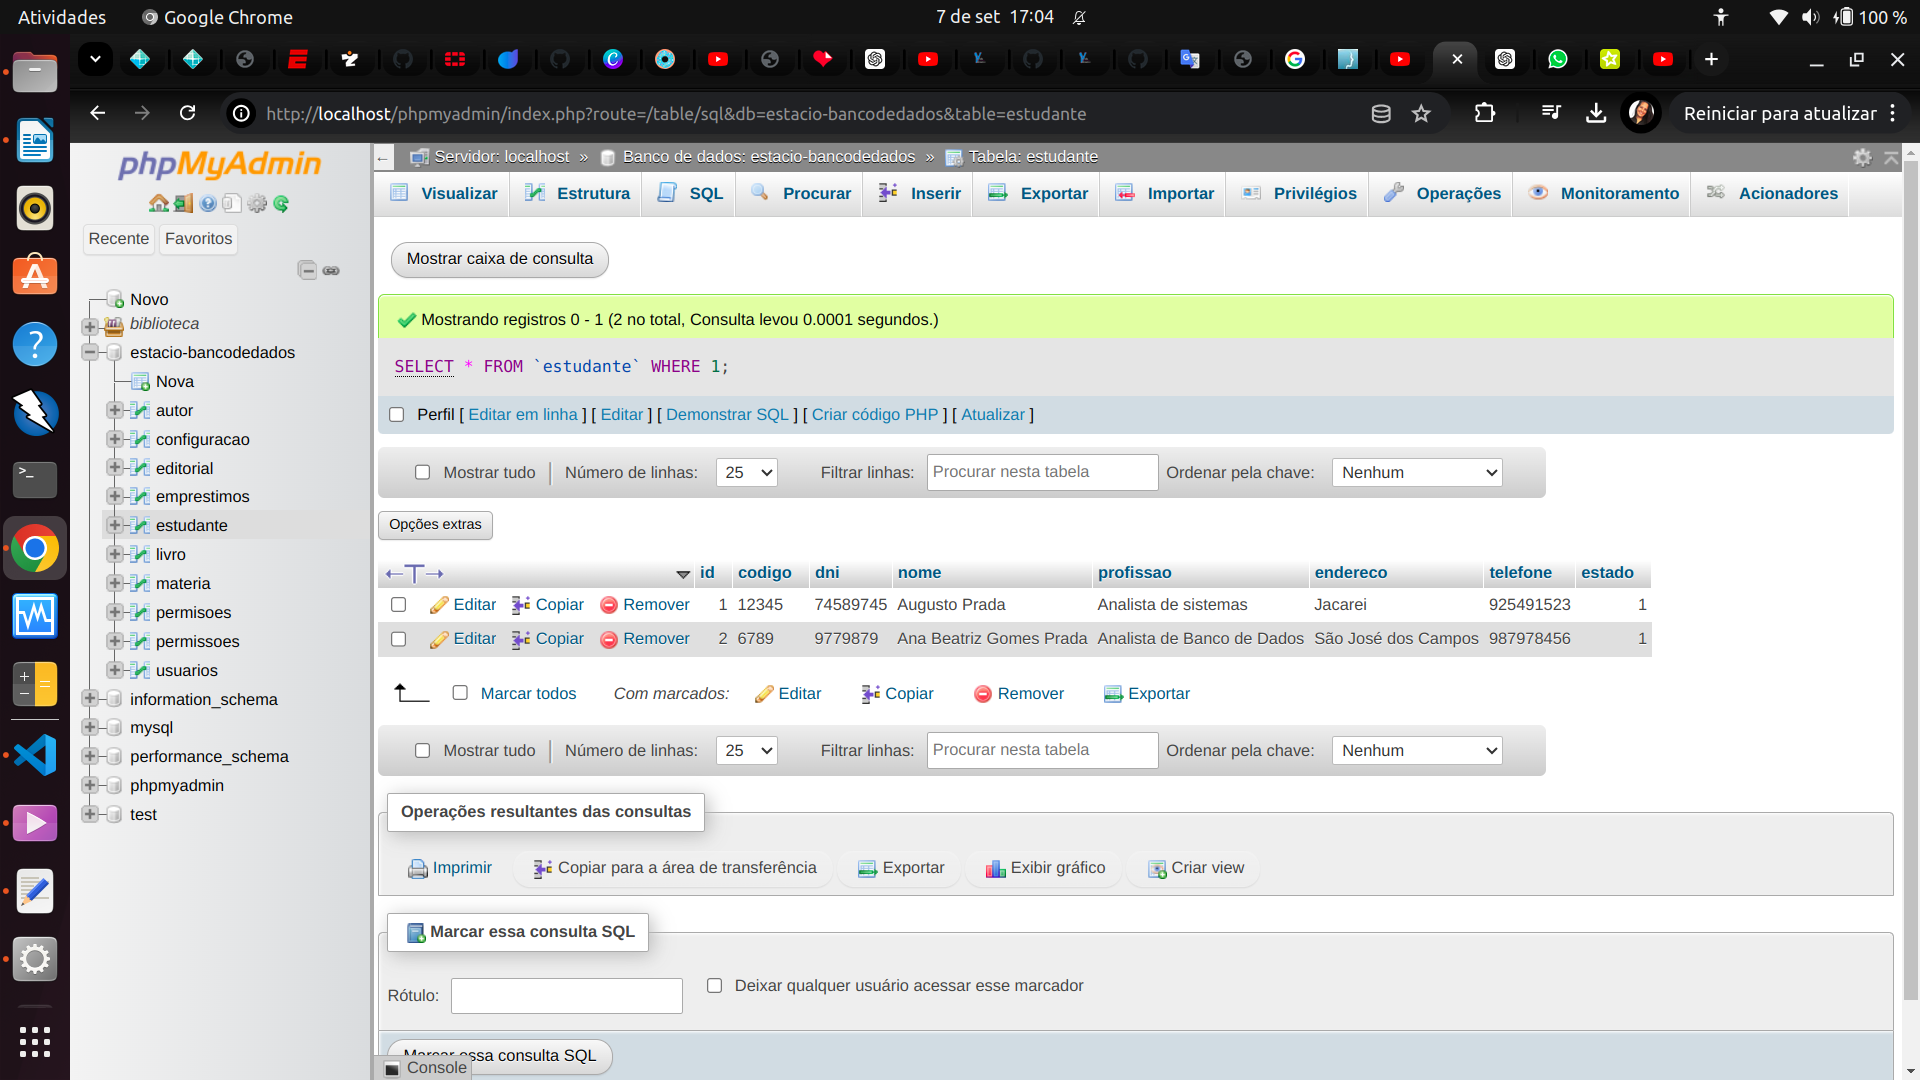 Atividades
Google Chrome
7 de set 17:04
100 %
http://localhost/phpmyadmin/index.php?route=/table/sql&db=estacio-bancodedados&table=estudante
Reiniciar para atualizar
phpMyAdmin
Recente
Favoritos
Novo
biblioteca
estacio-bancodedados
Nova
autor
configuracao
editorial
emprestimos
estudante
livro
materia
permisoes
permissoes
usuarios
information_schema
mysql
performance_schema
phpmyadmin
test
Servidor: localhost » Banco de dados: estacio-bancodedados » Tabela: estudante
Visualizar Estrutura SQL Procurar Inserir Exportar Importar Privilégios Operações Monitoramento Acionadores
Mostrar caixa de consulta
Mostrando registros 0 - 1 (2 no total, Consulta levou 0.0001 segundos.)
SELECT * FROM `estudante` WHERE 1;
Perfil [ Editar em linha ] [ Editar ] [ Demonstrar SQL ] [ Criar código PHP ] [ Atualizar ]
Mostrar tudo Número de linhas: 25 Filtrar linhas: Procurar nesta tabela Ordenar pela chave: Nenhum
Opções extras
id codigo dni nome profissao endereco telefone estado
Editar Copiar Remover 1 12345 74589745 Augusto Prada Analista de sistemas Jacarei 925491523 1
Editar Copiar Remover 2 6789 9779879 Ana Beatriz Gomes Prada Analista de Banco de Dados São José dos Campos 987978456 1
Marcar todos Com marcados: Editar Copiar Remover Exportar
Mostrar tudo Número de linhas: 25 Filtrar linhas: Procurar nesta tabela Ordenar pela chave: Nenhum
Operações resultantes das consultas
Imprimir Copiar para a área de transferência Exportar Exibir gráfico Criar view
Marcar essa consulta SQL
Rótulo: Deixar qualquer usuário acessar esse marcador
Marcar essa consulta SQL
Console